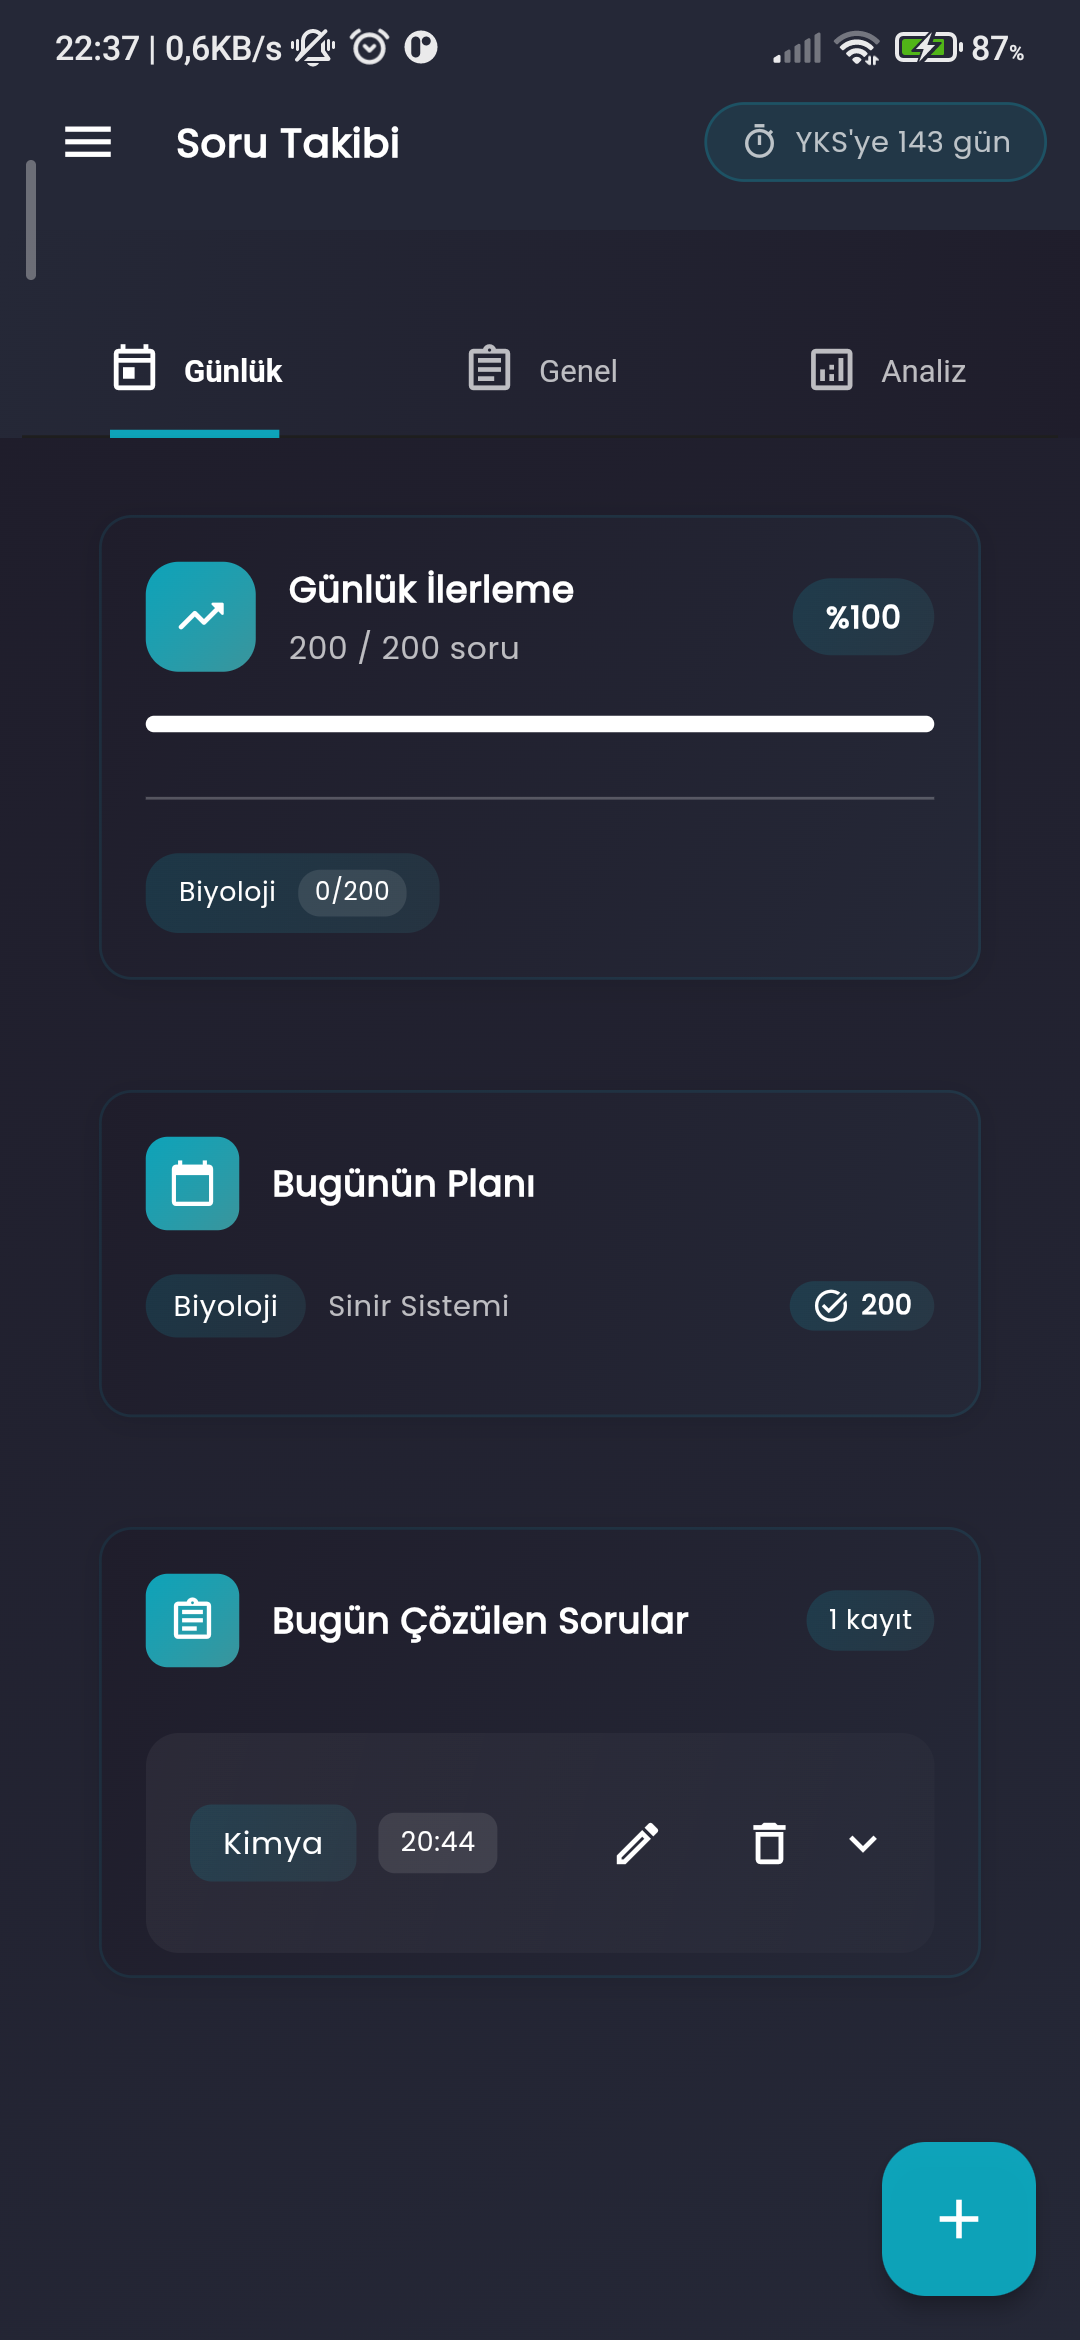 22:37 | 0,6KB/s 87%
Soru Takibi
YKS'ye 143 gün
Günlük Genel Analiz
Günlük İlerleme
200 / 200 soru
%100
Biyoloji 0/200
Bugünün Planı
Biyoloji Sinir Sistemi 200
Bugün Çözülen Sorular 1 kayıt
Kimya 20:44